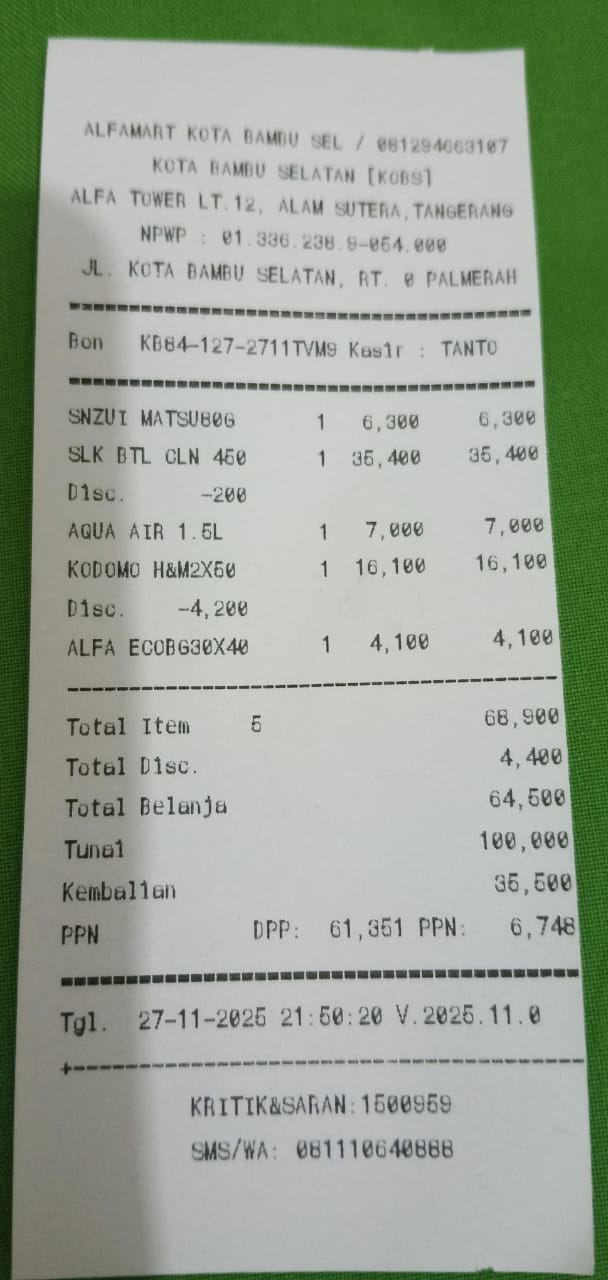 ALFAMART KOTA BAMBU SEL / 081294663107
KOTA BAMBU SELATAN [KOBS]
ALFA TOWER LT.12, ALAM SUTERA,TANGERANG
NPWP : 01.336.238.9-054.000
JL. KOTA BAMBU SELATAN, RT. 0 PALMERAH
Bon KB84-127-2711TVM9 Kasir : TANTO
SNZUI MATSU80G 1 6,300 6,300
SLK BTL CLN 450 1 35,400 35,400
Disc. -200
AQUA AIR 1.5L 1 7,000 7,000
KODOMO H&M2X50 1 16,100 16,100
Disc. -4,200
ALFA ECOBG30X40 1 4,100 4,100
Total Item 5 68,900
Total Disc. 4,400
Total Belanja 64,500
Tunai 100,000
Kembalian 35,500
PPN DPP: 61,351 PPN: 6,748
Tgl. 27-11-2025 21:50:20 V.2025.11.0
KRITIK&SARAN:1500959
SMS/WA: 081110640888